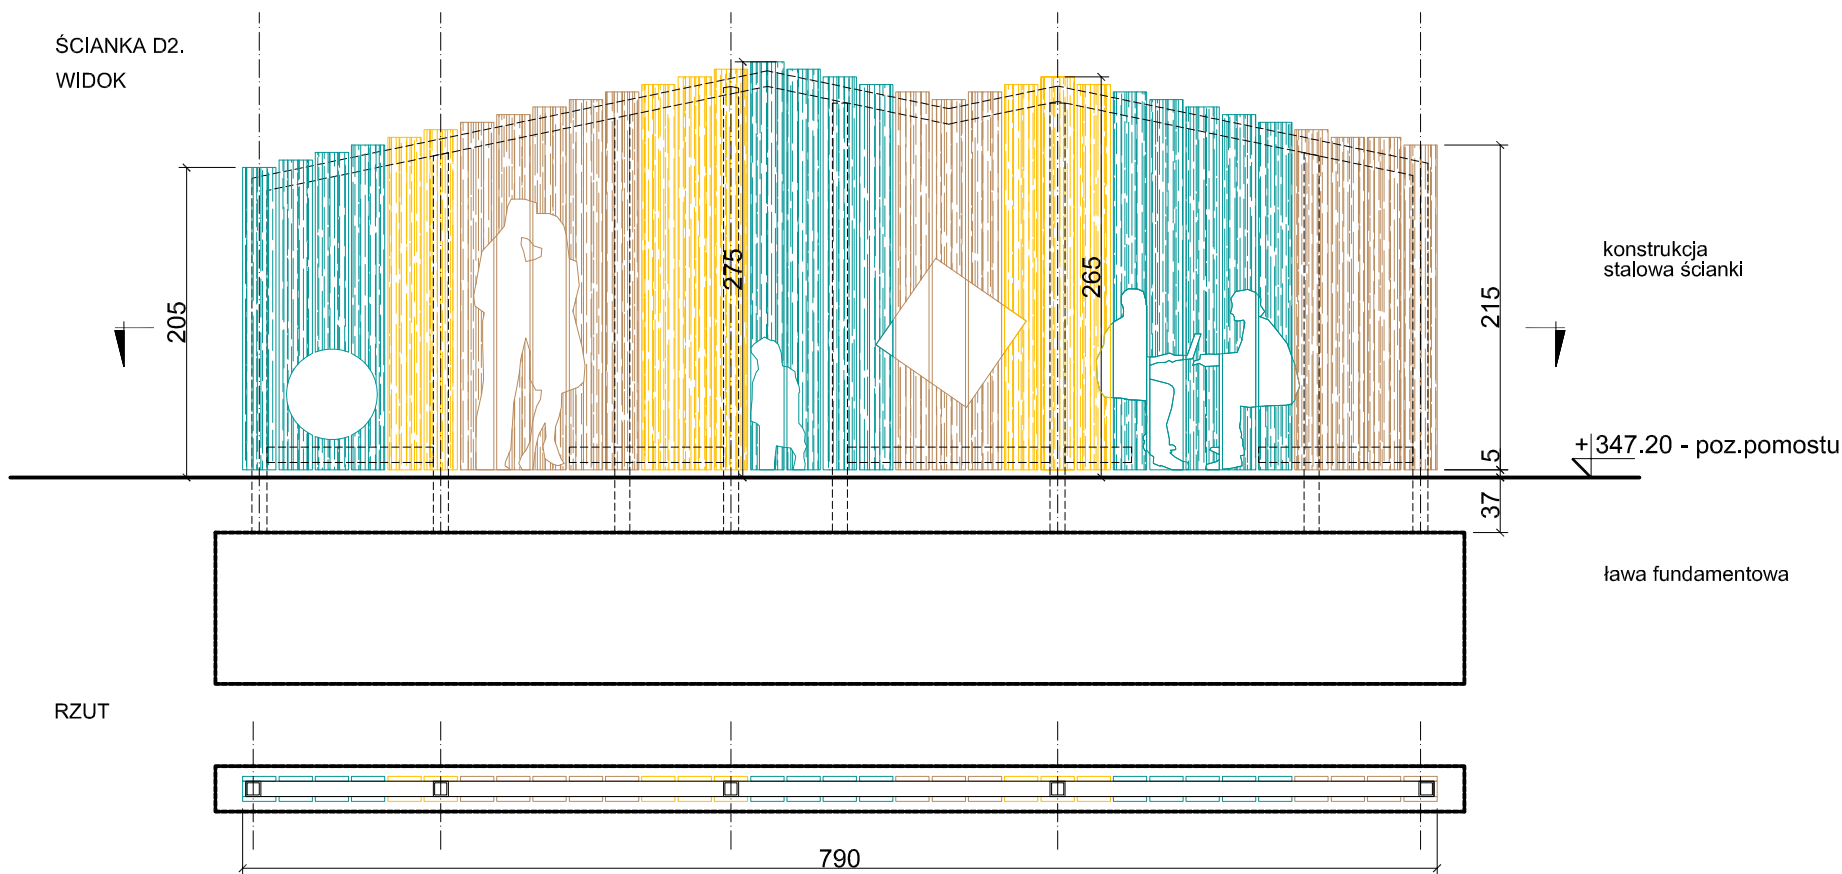 ŚCIANKA D2.
WIDOK
205
275
265
215
konstrukcja
stalowa ścianki
+347.20 - poz.pomostu
5
37
ława fundamentowa
RZUT
790